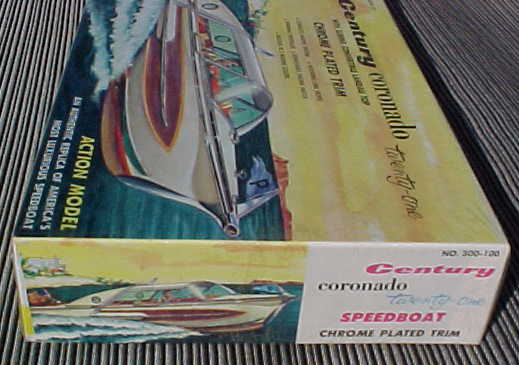 Century
coronado
twenty-one
CHROME PLATED TRIM
ACTION MODEL
AN AUTHENTIC REPLICA OF AMERICA'S
MOST LUXURIOUS SPEEDBOAT
P
NO. 300-100
Century
coronado
twenty-one
SPEEDBOAT
CHROME PLATED TRIM